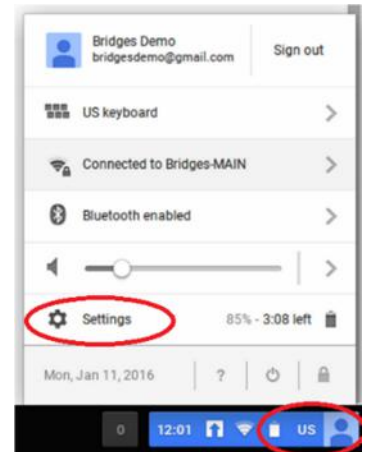 Bridges Demo
bridgesdemo@gmail.com
Sign out
US keyboard
Connected to Bridges-MAIN
Bluetooth enabled
Settings
85% - 3:08 left
Mon, Jan 11, 2016
?
0
12:01
US